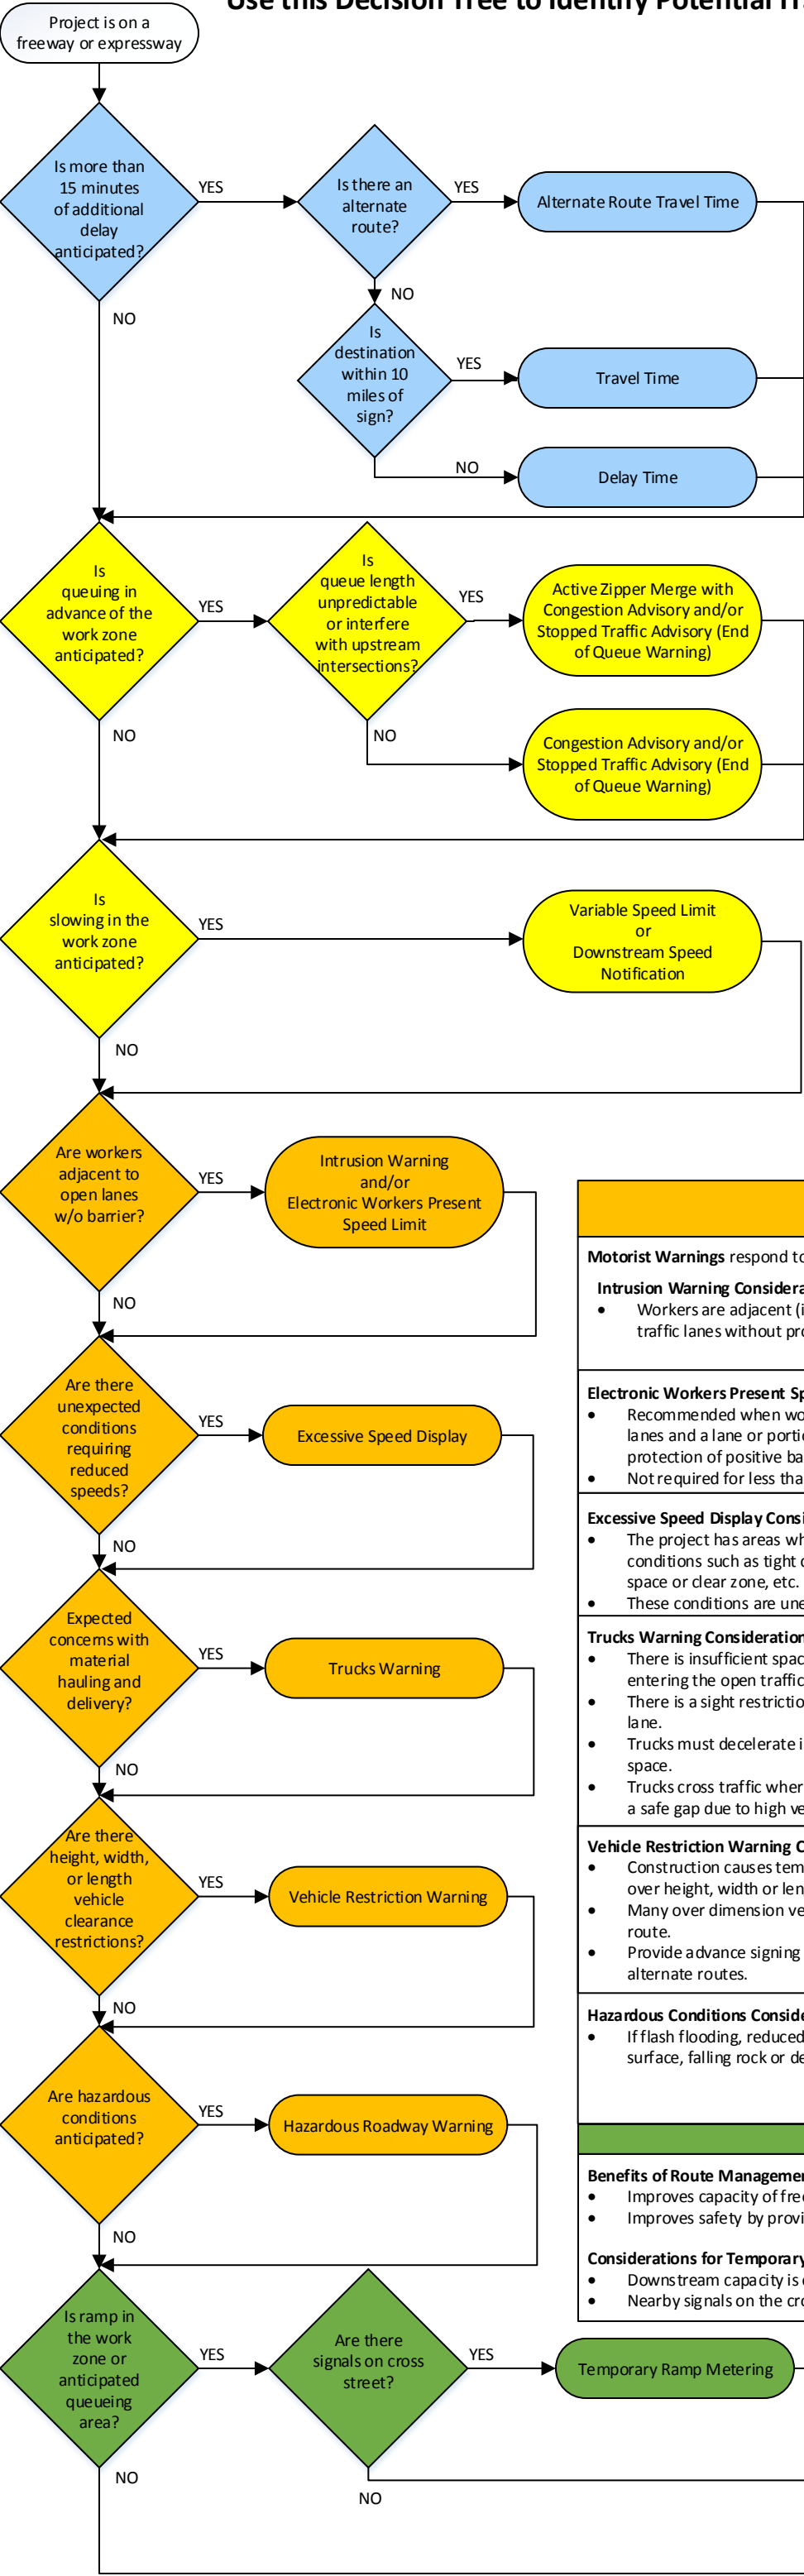 Use this Decision Tree to Identify Potential
Project is on a
freeway or expressway
Is more than
15 minutes
of additional
delay
anticipated?
YES
Is there an
alternate
route?
YES
Alternate Route Travel Time
NO
NO
Is
destination
within 10
miles of
sign?
YES
Travel Time
NO
Delay Time
Is
queuing in
advance of the
work zone
anticipated?
YES
Is
queue length
unpredictable
or interfere
with upstream
intersections?
YES
Active Zipper Merge with
Congestion Advisory and/or
Stopped Traffic Advisory (End
of Queue Warning)
NO
NO
Congestion Advisory and/or
Stopped Traffic Advisory (End
of Queue Warning)
Is
slowing in the
work zone
anticipated?
YES
Variable Speed Limit
or
Downstream Speed
Notification
NO
Are workers
adjacent to
open lanes
w/o barrier?
YES
Intrusion Warning
and/or
Electronic Workers Present
Speed Limit
NO
Are there
unexpected
conditions
requiring
reduced
speeds?
YES
Excessive Speed Display
NO
Expected
concerns with
material
hauling and
delivery?
YES
Trucks Warning
NO
Are there
height, width,
or length
vehicle
clearance
restrictions?
YES
Vehicle Restriction Warning
NO
Are hazardous
conditions
anticipated?
YES
Hazardous Roadway Warning
NO
Motorist Warnings respond to
Intrusion Warning Considera
• Workers are adjacent (i
traffic lanes without pro
Electronic Workers Present Sp
• Recommended when wo
lanes and a lane or portic
protection of positive ba
• Not required for less tha
Excessive Speed Display Consi
• The project has areas wh
conditions such as tight c
space or clear zone, etc.
• These conditions are une
Trucks Warning Consideration
• There is insufficient spac
entering the open traffic
• There is a sight restrictio
lane.
• Trucks must decelerate i
space.
• Trucks cross traffic wher
a safe gap due to high ve
Vehicle Restriction Warning C
• Construction causes tem
over height, width or len
• Many over dimension ve
route.
• Provide advance signing
alternate routes.
Hazardous Conditions Conside
• If flash flooding, reduced
surface, falling rock or de
Benefits of Route Managemen
• Improves capacity of free
• Improves safety by provi
Considerations for Temporary
• Downstream capacity is
• Nearby signals on the cro
Is ramp in
the work
zone or
anticipated
queueing
area?
YES
Are there
signals on cross
street?
YES
Temporary Ramp Metering
NO
NO